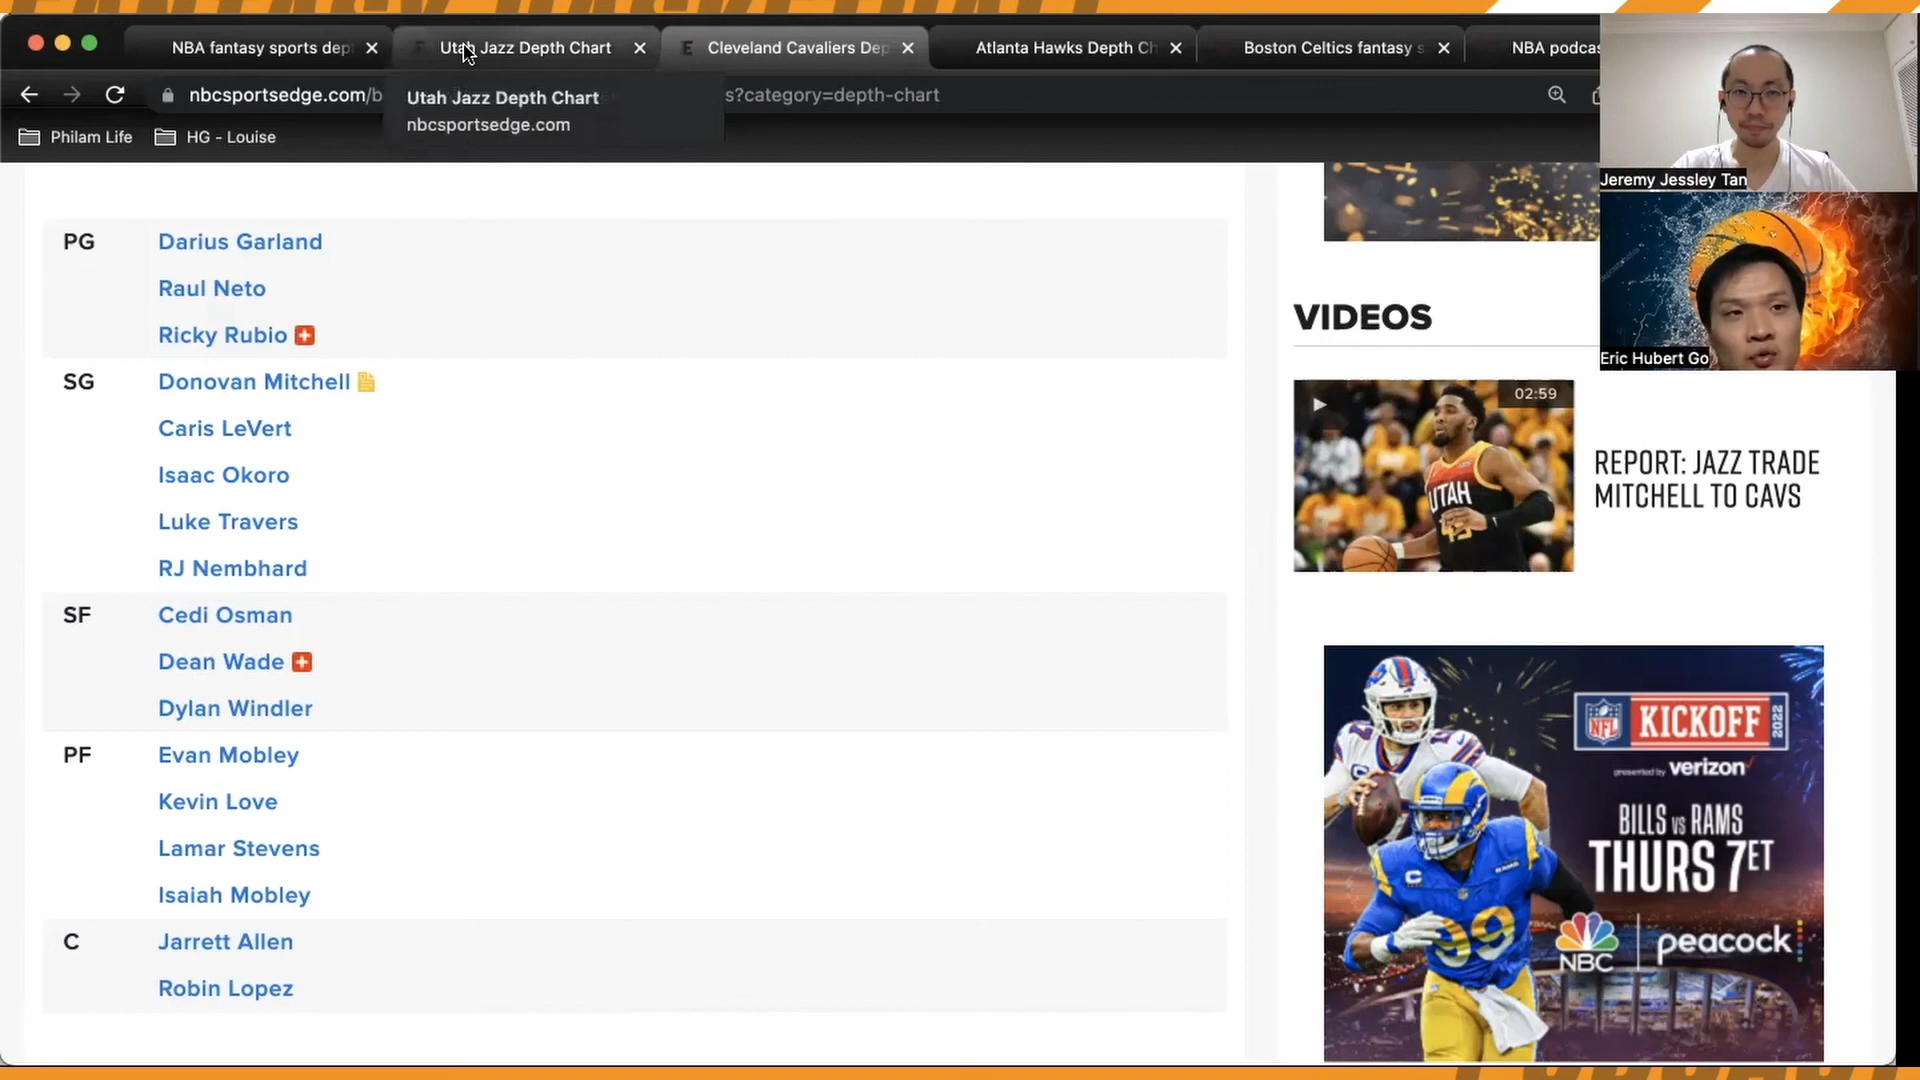 FANTASY BASKETBALL
NBA fantasy sports dep
Utah Jazz Depth Chart
Cleveland Cavaliers Dep
Atlanta Hawks Depth Ch
Boston Celtics fantasy s
NBA podcas
nbcsportsedge.com/b
s?category=depth-chart
Utah Jazz Depth Chart
nbcsportsedge.com
Philam Life
HG - Louise
Jeremy Jessley Tan
Eric Hubert Go
PG
Darius Garland
Raul Neto
Ricky Rubio
SG
Donovan Mitchell
Caris LeVert
Isaac Okoro
Luke Travers
RJ Nembhard
SF
Cedi Osman
Dean Wade
Dylan Windler
PF
Evan Mobley
Kevin Love
Lamar Stevens
Isaiah Mobley
C
Jarrett Allen
Robin Lopez
VIDEOS
02:59
UTAH
45
REPORT: JAZZ TRADE
MITCHELL TO CAVS
NFL
KICKOFF
2022
presented by verizon
BILLS VS RAMS
THURS 7ET
C
99
NBC
peacock